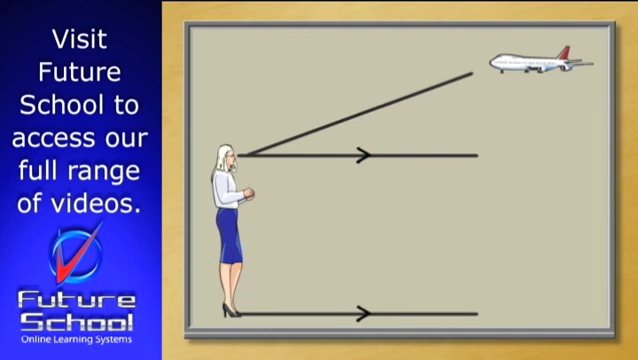 Visit
Future
School to
access our
full range
of videos.
Future
School
Online Learning Systems